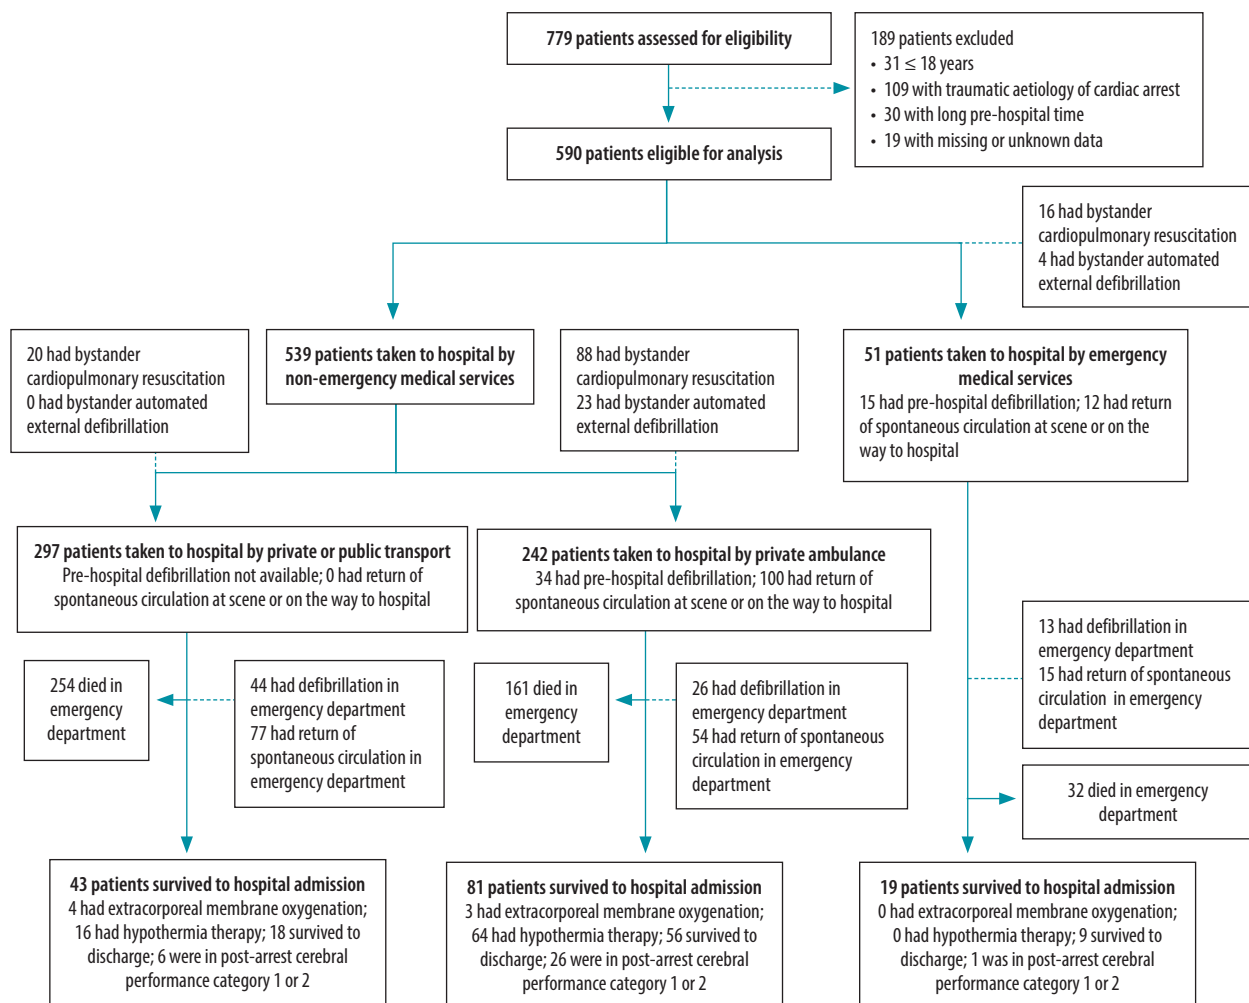 779 patients assessed for eligibility
189 patients excluded
• 31 ≤ 18 years
• 109 with traumatic aetiology of cardiac arrest
• 30 with long pre-hospital time
• 19 with missing or unknown data
590 patients eligible for analysis
16 had bystander
cardiopulmonary resuscitation
4 had bystander automated
external defibrillation
20 had bystander
cardiopulmonary resuscitation
0 had bystander automated
external defibrillation
539 patients taken to hospital by
non-emergency medical services
88 had bystander
cardiopulmonary resuscitation
23 had bystander automated
external defibrillation
51 patients taken to hospital by emergency
medical services
15 had pre-hospital defibrillation; 12 had return
of spontaneous circulation at scene or on the
way to hospital
297 patients taken to hospital by private or public transport
Pre-hospital defibrillation not available; 0 had return of
spontaneous circulation at scene or on the way to hospital
242 patients taken to hospital by private ambulance
34 had pre-hospital defibrillation; 100 had return of
spontaneous circulation at scene or on the way to hospital
254 died in
emergency
department
44 had defibrillation in
emergency department
77 had return of
spontaneous circulation in
emergency department
161 died in
emergency
department
26 had defibrillation in
emergency department
54 had return of spontaneous
circulation in emergency
department
13 had defibrillation in
emergency department
15 had return of spontaneous
circulation in emergency
department
32 died in emergency
department
43 patients survived to hospital admission
4 had extracorporeal membrane oxygenation;
16 had hypothermia therapy; 18 survived to
discharge; 6 were in post-arrest cerebral
performance category 1 or 2
81 patients survived to hospital admission
3 had extracorporeal membrane oxygenation;
64 had hypothermia therapy; 56 survived to
discharge; 26 were in post-arrest cerebral
performance category 1 or 2
19 patients survived to hospital admission
0 had extracorporeal membrane oxygenation;
0 had hypothermia therapy; 9 survived to
discharge; 1 was in post-arrest cerebral
performance category 1 or 2